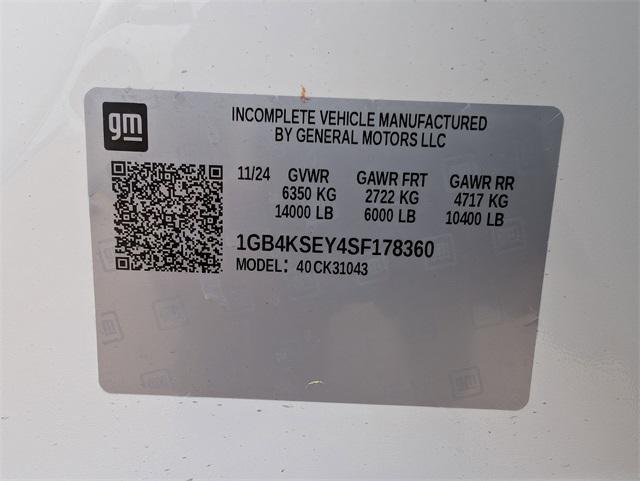 gm
INCOMPLETE VEHICLE MANUFACTURED
BY GENERAL MOTORS LLC
11/24 GVWR GAWR FRT GAWR RR
6350 KG 2722 KG 4717 KG
14000 LB 6000 LB 10400 LB
1GB4KSEY4SF178360
MODEL: 40CK31043